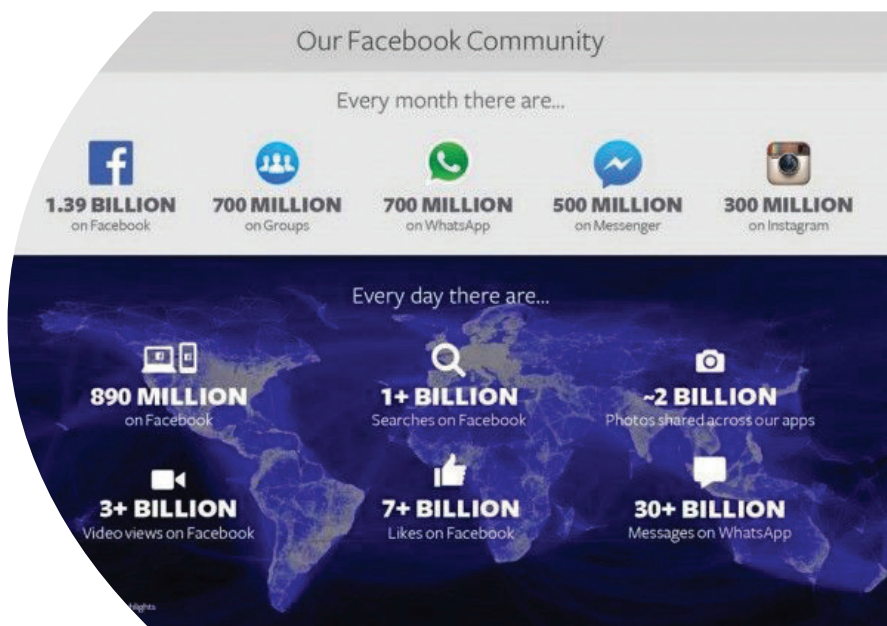 Our Facebook Community
Every month there are...
1.39 BILLION
on Facebook
700 MILLION
on Groups
700 MILLION
on WhatsApp
500 MILLION
on Messenger
300 MILLION
on Instagram
Every day there are...
890 MILLION
on Facebook
1+ BILLION
Searches on Facebook
~2 BILLION
Photos shared across our apps
3+ BILLION
Video views on Facebook
7+ BILLION
Likes on Facebook
30+ BILLION
Messages on WhatsApp